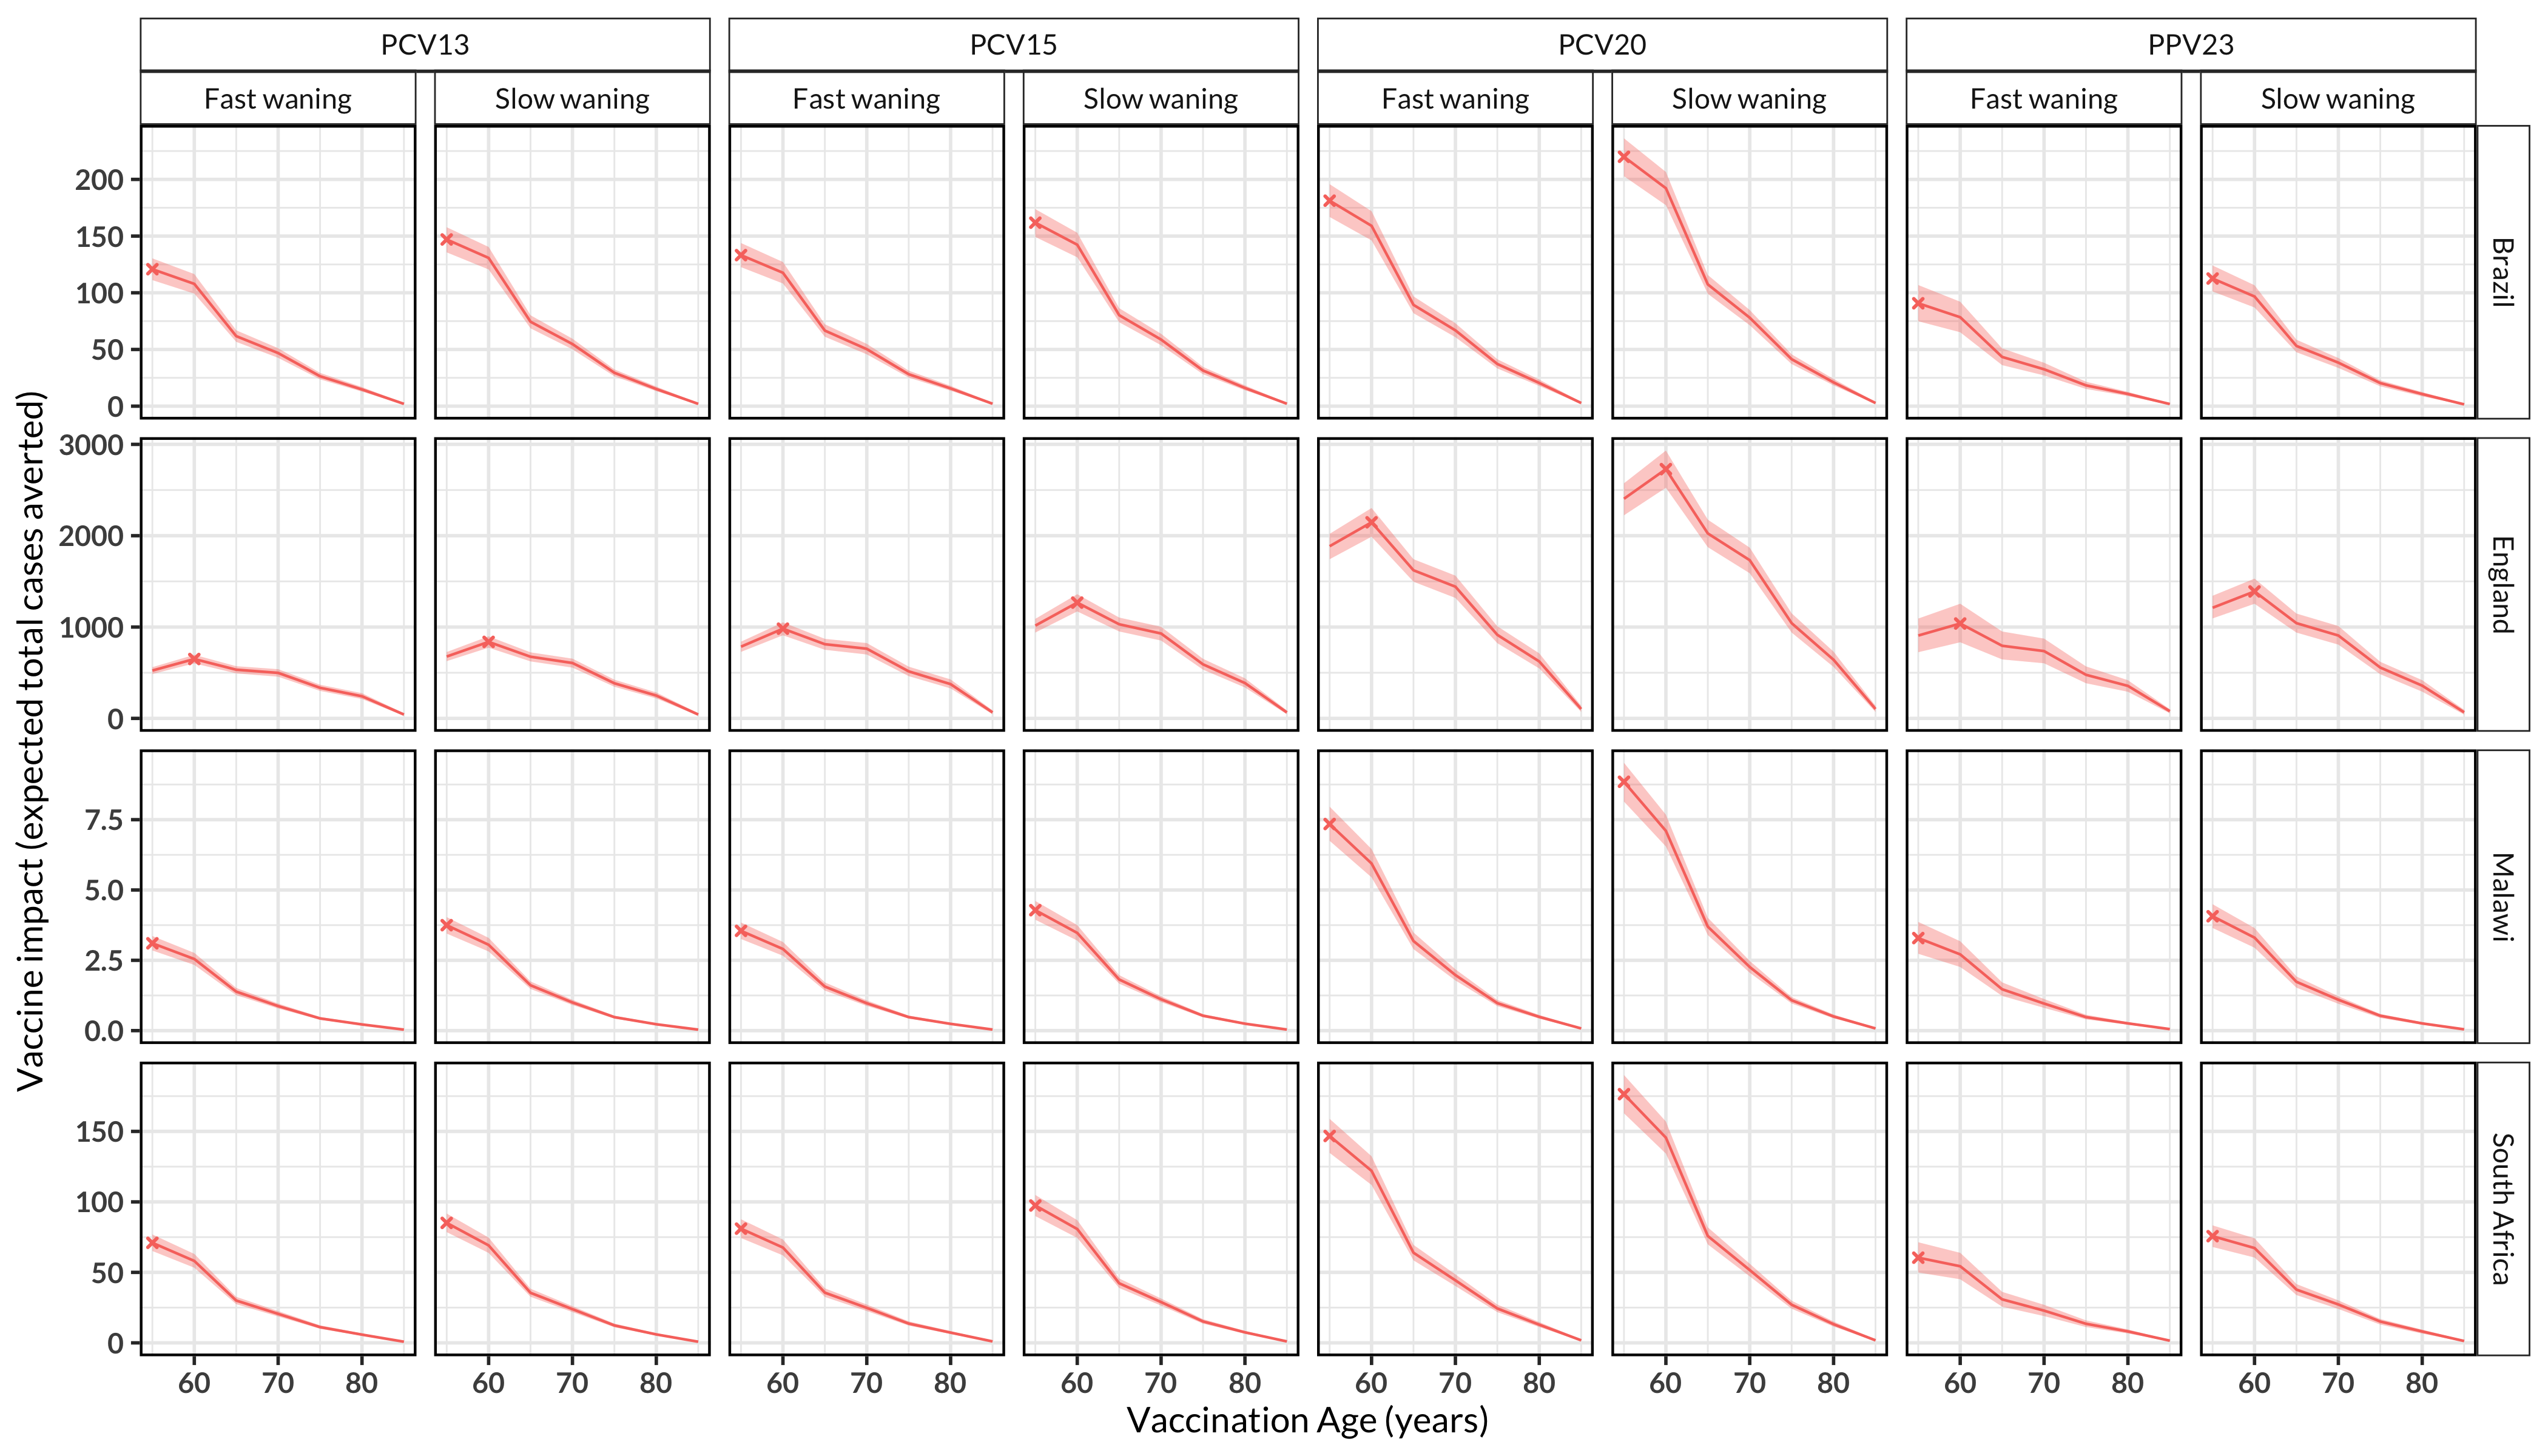 PCV13 PCV15 PCV20 PPV23
Fast waning Slow waning Fast waning Slow waning Fast waning Slow waning Fast waning Slow waning
Vaccine impact (expected total cases averted)
200
150
100
50
0
Brazil
3000
2000
1000
0
England
7.5
5.0
2.5
0.0
Malawi
150
100
50
0
South Africa
60 70 80 60 70 80 60 70 80 60 70 80 60 70 80 60 70 80 60 70 80 60 70 80
Vaccination Age (years)